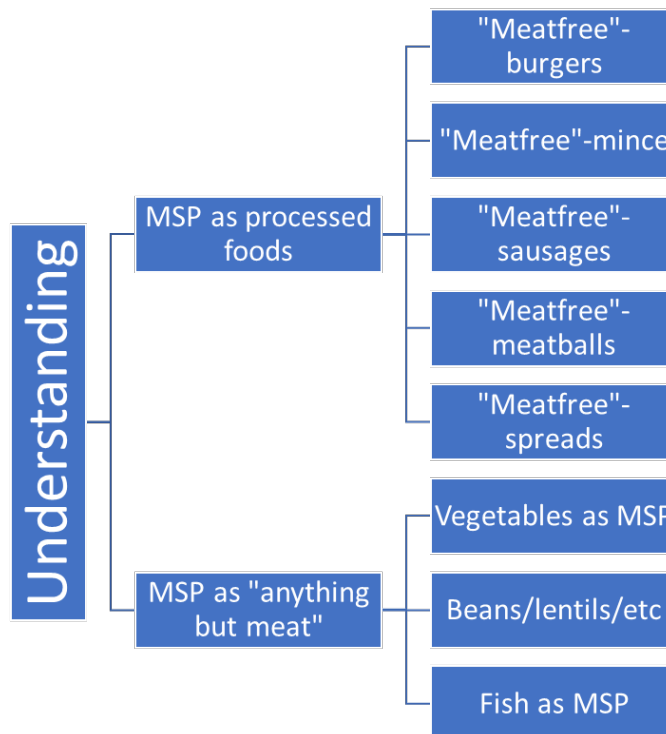 Understanding
MSP as processed
foods
"Meatfree"-
burgers
"Meatfree"-mince
"Meatfree"-
sausages
"Meatfree"-
meatballs
"Meatfree"-
spreads
MSP as "anything
but meat"
Vegetables as MSP
Beans/lentils/etc
Fish as MSP